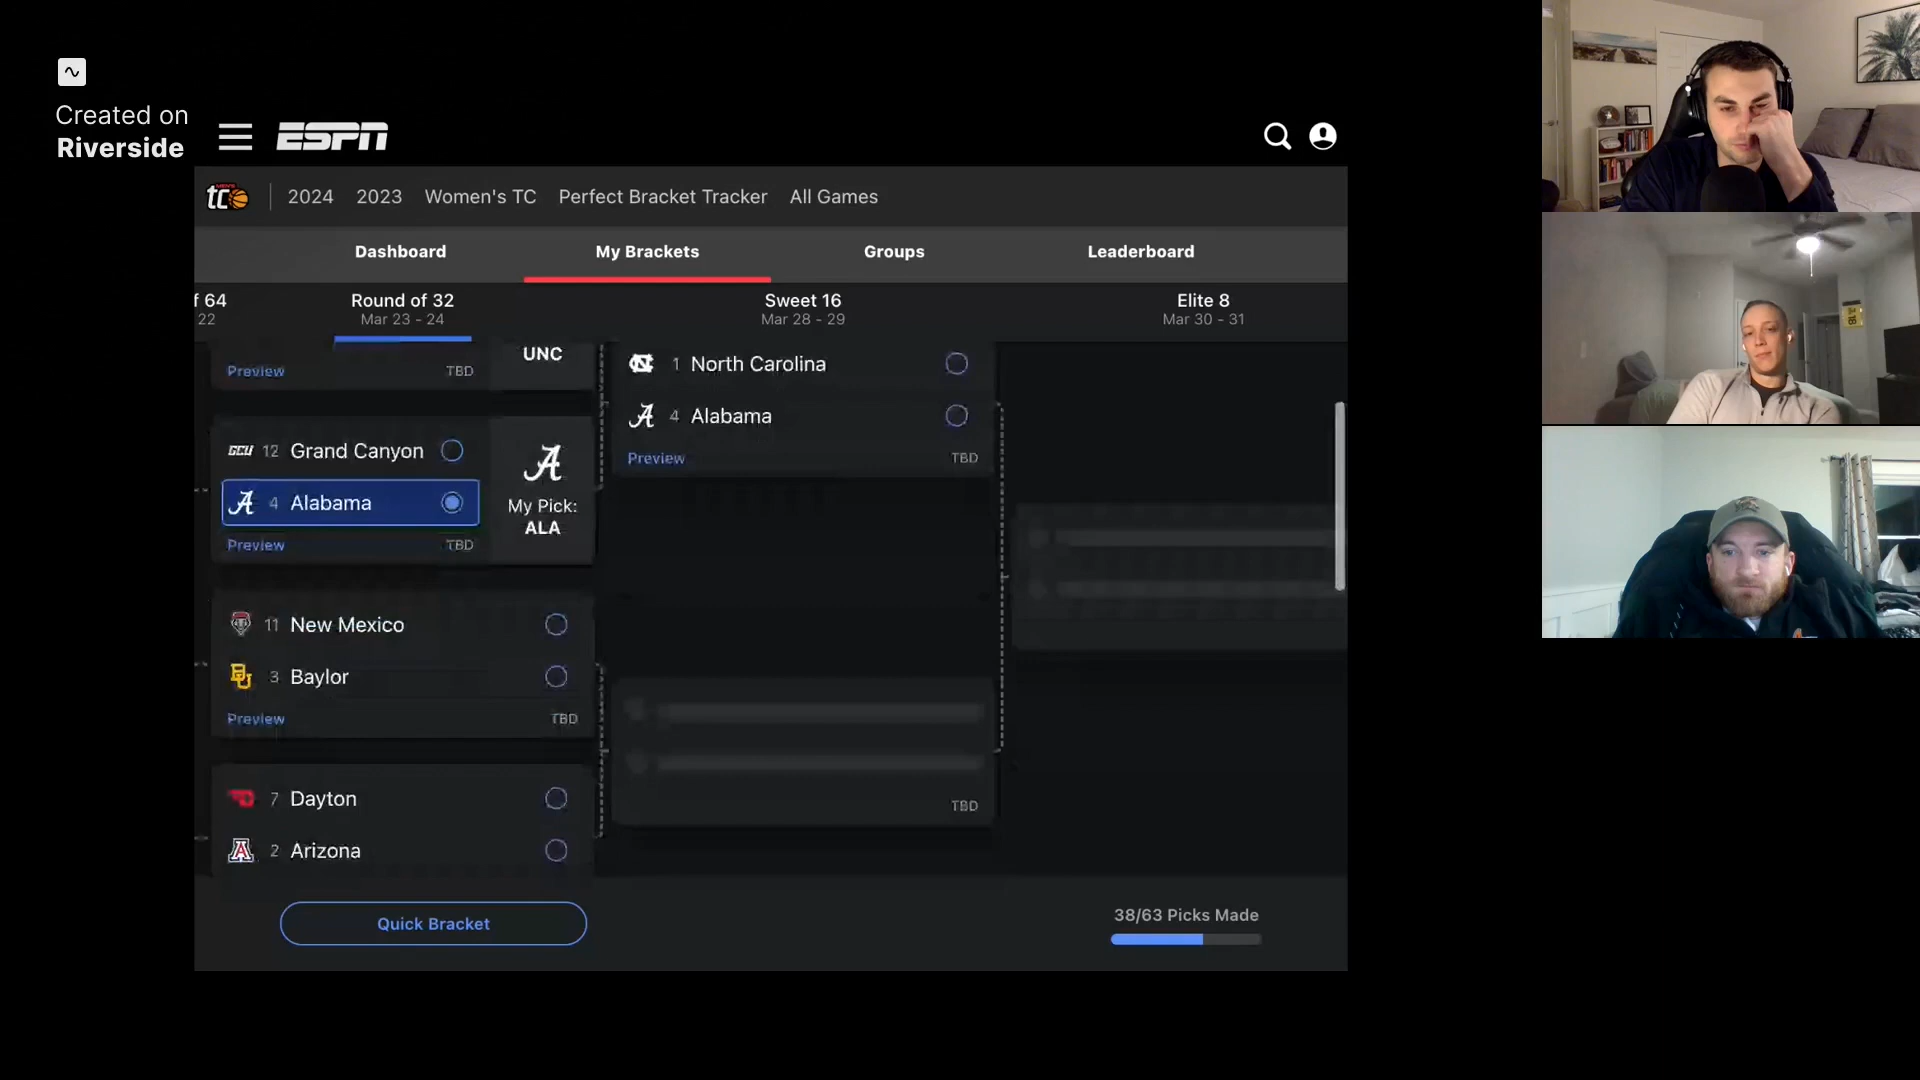 Created on
Riverside
ESPN
TC
2024 2023 Women's TC Perfect Bracket Tracker All Games
Dashboard My Brackets Groups Leaderboard
f 64 Round of 32 Sweet 16 Elite 8
22 Mar 23 - 24 Mar 28 - 29 Mar 30 - 31
UNC
Preview TBD
1 North Carolina
4 Alabama
Preview TBD
GCU 12 Grand Canyon
A 4 Alabama
Preview TBD
My Pick:
ALA
11 New Mexico
BU 3 Baylor
Preview TBD
7 Dayton
A 2 Arizona
TBD
Quick Bracket
38/63 Picks Made